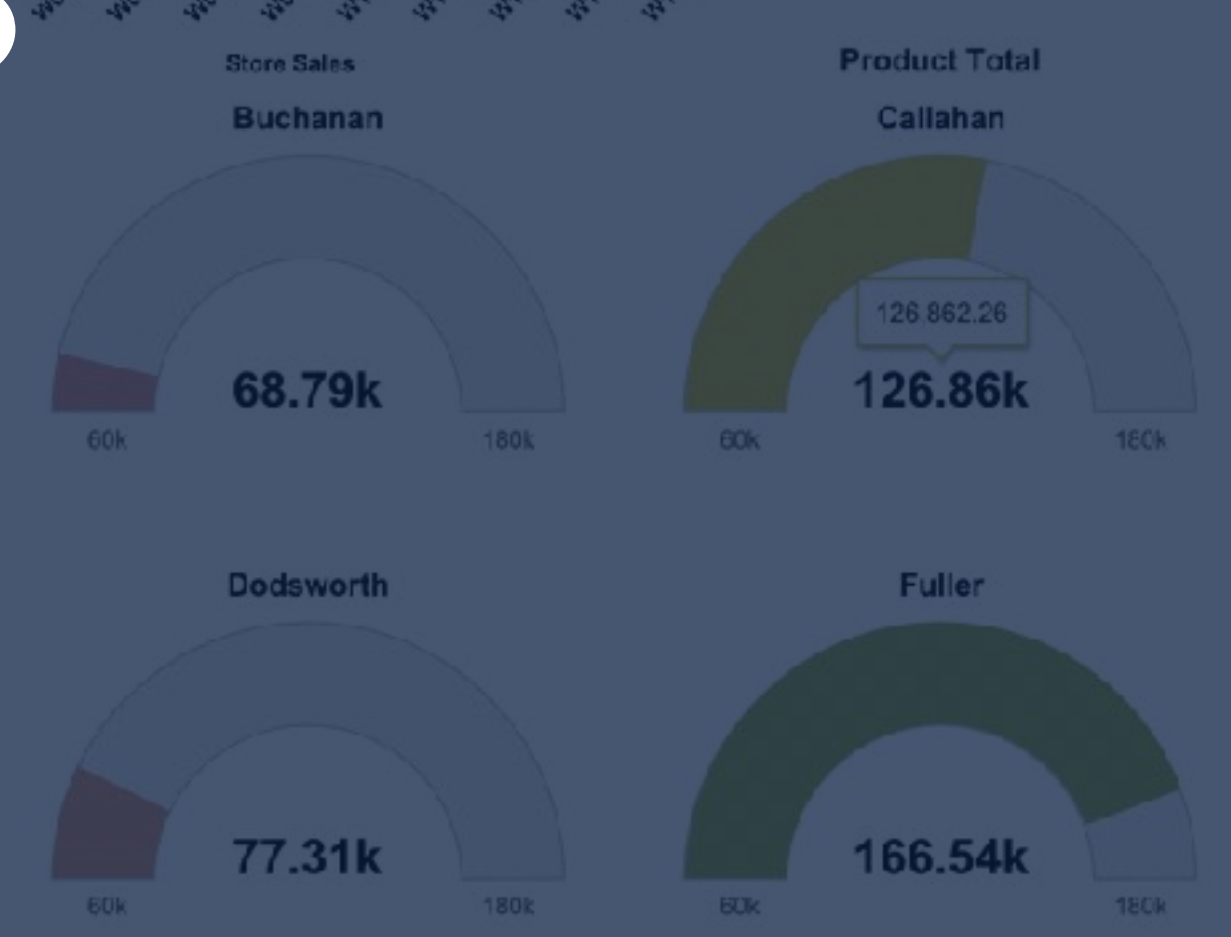 Store Sales
Product Total
Buchanan
Callahan
126 862.26
68.79k
126.86k
60k
180k
60k
180k
Dodsworth
Fuller
77.31k
166.54k
60k
180k
60k
180k